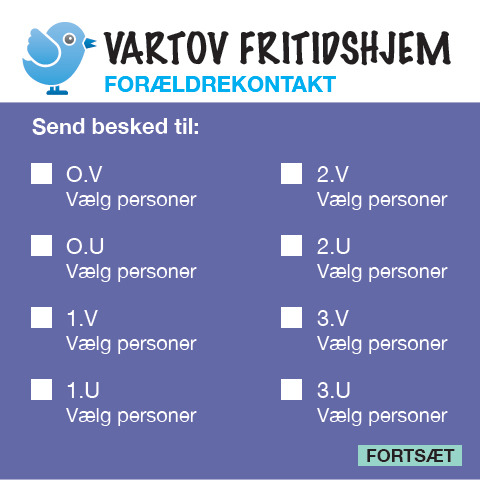 VARTOV FRITIDSHJEM
FORÆLDREKONTAKT
Send besked til:
O.V
Vælg personer
2.V
Vælg personer
O.U
Vælg personer
2.U
Vælg personer
1.V
Vælg personer
3.V
Vælg personer
1.U
Vælg personer
3.U
Vælg personer
FORTSÆT